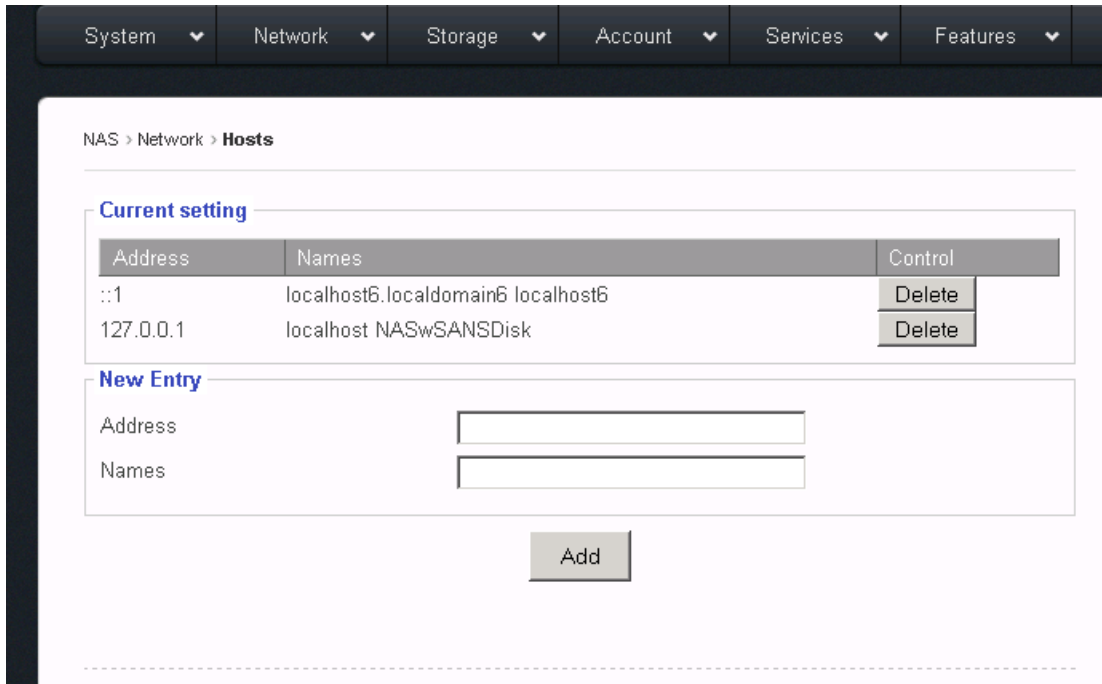 System Network Storage Account Services Features
NAS > Network > Hosts
Current setting
Address Names Control
::1 localhost6.localdomain6 localhost6 Delete
127.0.0.1 localhost NASwSANSDisk Delete
New Entry
Address
Names
Add